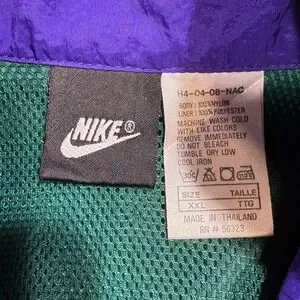 NIKE®
H4-04-08-NAC
BODY: 100%NYLON
LINER: 100% POLYESTER
MACHINE WASH COLD
WITH LIKE COLORS
REMOVE IMMEDIATELY
DO NOT BLEACH
TUMBLE DRY LOW
COOL IRON
30°C
SIZE TAILLE
XXL TTG
MADE IN THAILAND
RN # 56323